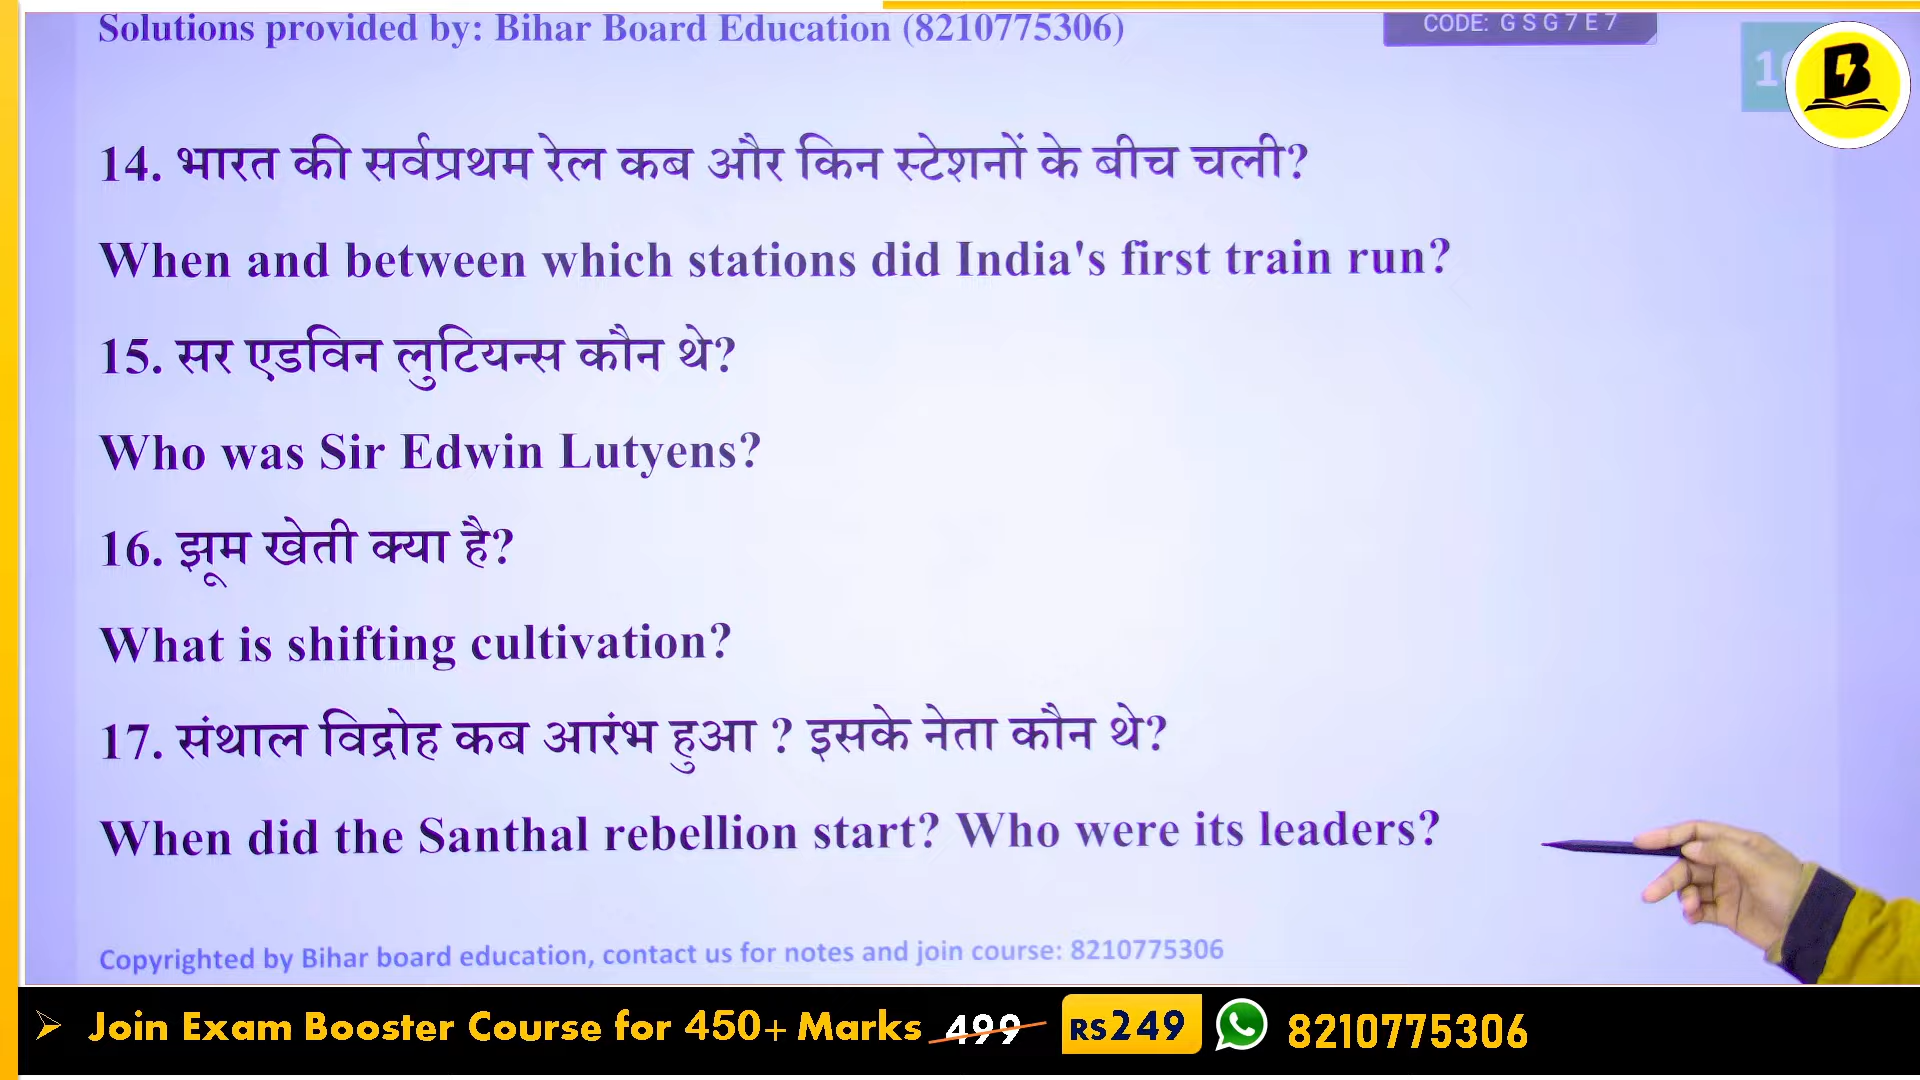 Solutions provided by: Bihar Board Education (8210775306)
CODE: G S G 7 E 7
14. भारत की सर्वप्रथम रेल कब और किन स्टेशनों के बीच चली?
When and between which stations did India's first train run?
15. सर एडविन लुटियन्स कौन थे?
Who was Sir Edwin Lutyens?
16. झूम खेती क्या है?
What is shifting cultivation?
17. संथाल विद्रोह कब आरंभ हुआ ? इसके नेता कौन थे?
When did the Santhal rebellion start? Who were its leaders?
Copyrighted by Bihar board education, contact us for notes and join course: 8210775306
Join Exam Booster Course for 450+ Marks 499 RS249 8210775306